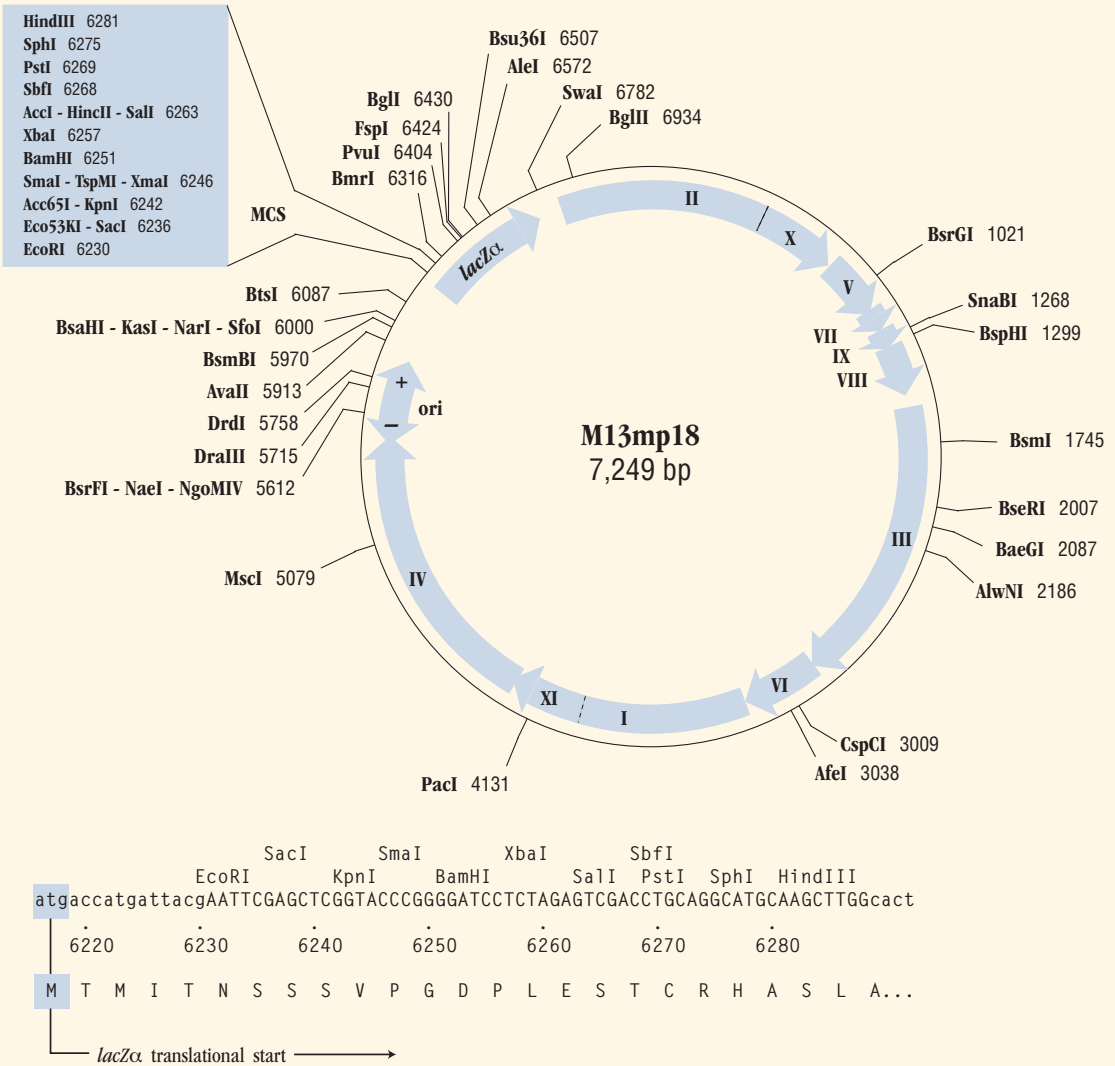 HindIII 6281
SphI 6275
PstI 6269
SbfI 6268
AccI - HincII - SalI 6263
XbaI 6257
BamHI 6251
SmaI - TspMI - XmaI 6246
Acc65I - KpnI 6242
Eco53KI - SacI 6236
EcoRI 6230
MCS
Bsu36I 6507
AleI 6572
SwaI 6782
BglII 6934
BglI 6430
FspI 6424
PvuI 6404
BmrI 6316
BtsI 6087
BsaHI - KasI - NarI - SfoI 6000
BsmBI 5970
AvaII 5913
DrdI 5758
DraIII 5715
BsrFI - NaeI - NgoMIV 5612
MscI 5079
PacI 4131
BsrGI 1021
SnaBI 1268
BspHI 1299
BsmI 1745
BseRI 2007
BaeGI 2087
AlwNI 2186
CspCI 3009
AfeI 3038
lacZα
II
X
V
VII
IX
VIII
III
VI
I
XI
IV
+
ori
–
M13mp18
7,249 bp
SacI SmaI XbaI SbfI
EcoRI KpnI BamHI SalI PstI SphI HindIII
atgaccatgattacgAATTCGAGCTCGGTACCCGGGGATCCTCTAGAGTCGACCTGCAGGCATGCAAGCTTGGcact
. . . . . . .
6220 6230 6240 6250 6260 6270 6280
M T M I T N S S S V P G D P L E S T C R H A S L A...
lacZα translational start